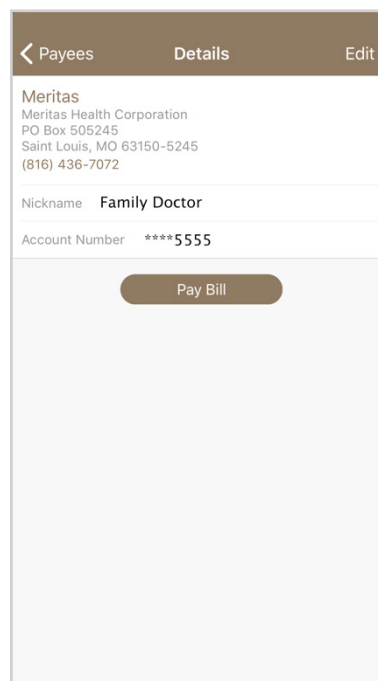 Payees Details Edit
Meritas
Meritas Health Corporation
PO Box 505245
Saint Louis, MO 63150-5245
(816) 436-7072
Nickname Family Doctor
Account Number ****5555
Pay Bill